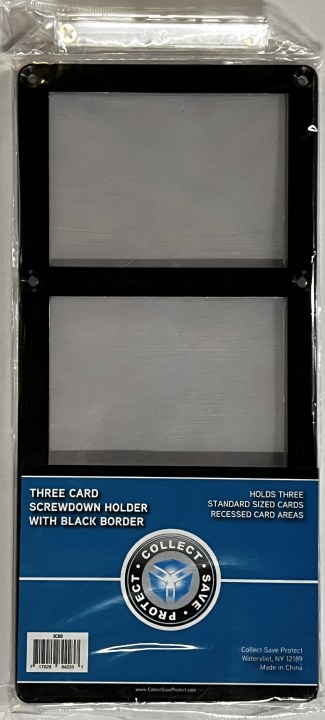 THREE CARD
SCREWDOWN HOLDER
WITH BLACK BORDER
HOLDS THREE
STANDARD SIZED CARDS
RECESSED CARD AREAS
• COLLECT • SAVE • PROTECT
Collect Save Protect
Watervliet, NY 12189
Made in China
www.CollectSaveProtect.com